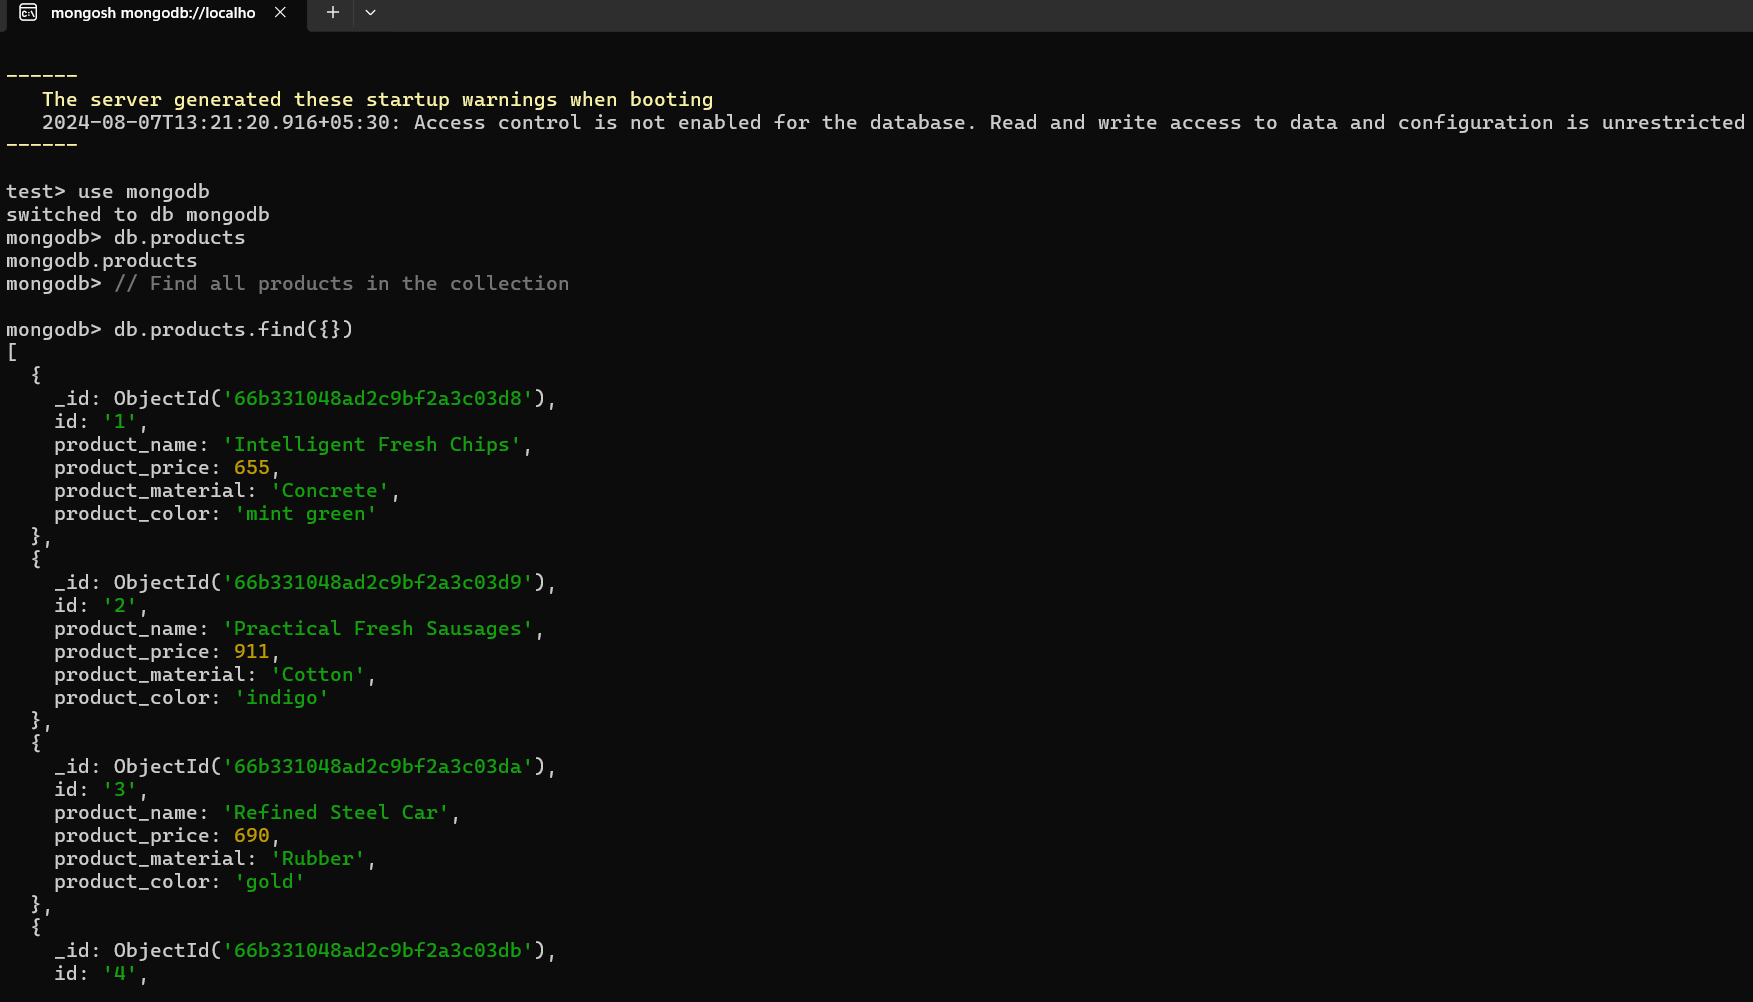 mongosh mongodb://localho
------
The server generated these startup warnings when booting
2024-08-07T13:21:20.916+05:30: Access control is not enabled for the database. Read and write access to data and configuration is unrestricted
------
test> use mongodb
switched to db mongodb
mongodb> db.products
mongodb.products
mongodb> // Find all products in the collection
mongodb> db.products.find({})
[
{
_id: ObjectId('66b331048ad2c9bf2a3c03d8'),
id: '1',
product_name: 'Intelligent Fresh Chips',
product_price: 655,
product_material: 'Concrete',
product_color: 'mint green'
},
{
_id: ObjectId('66b331048ad2c9bf2a3c03d9'),
id: '2',
product_name: 'Practical Fresh Sausages',
product_price: 911,
product_material: 'Cotton',
product_color: 'indigo'
},
{
_id: ObjectId('66b331048ad2c9bf2a3c03da'),
id: '3',
product_name: 'Refined Steel Car',
product_price: 690,
product_material: 'Rubber',
product_color: 'gold'
},
{
_id: ObjectId('66b331048ad2c9bf2a3c03db'),
id: '4',